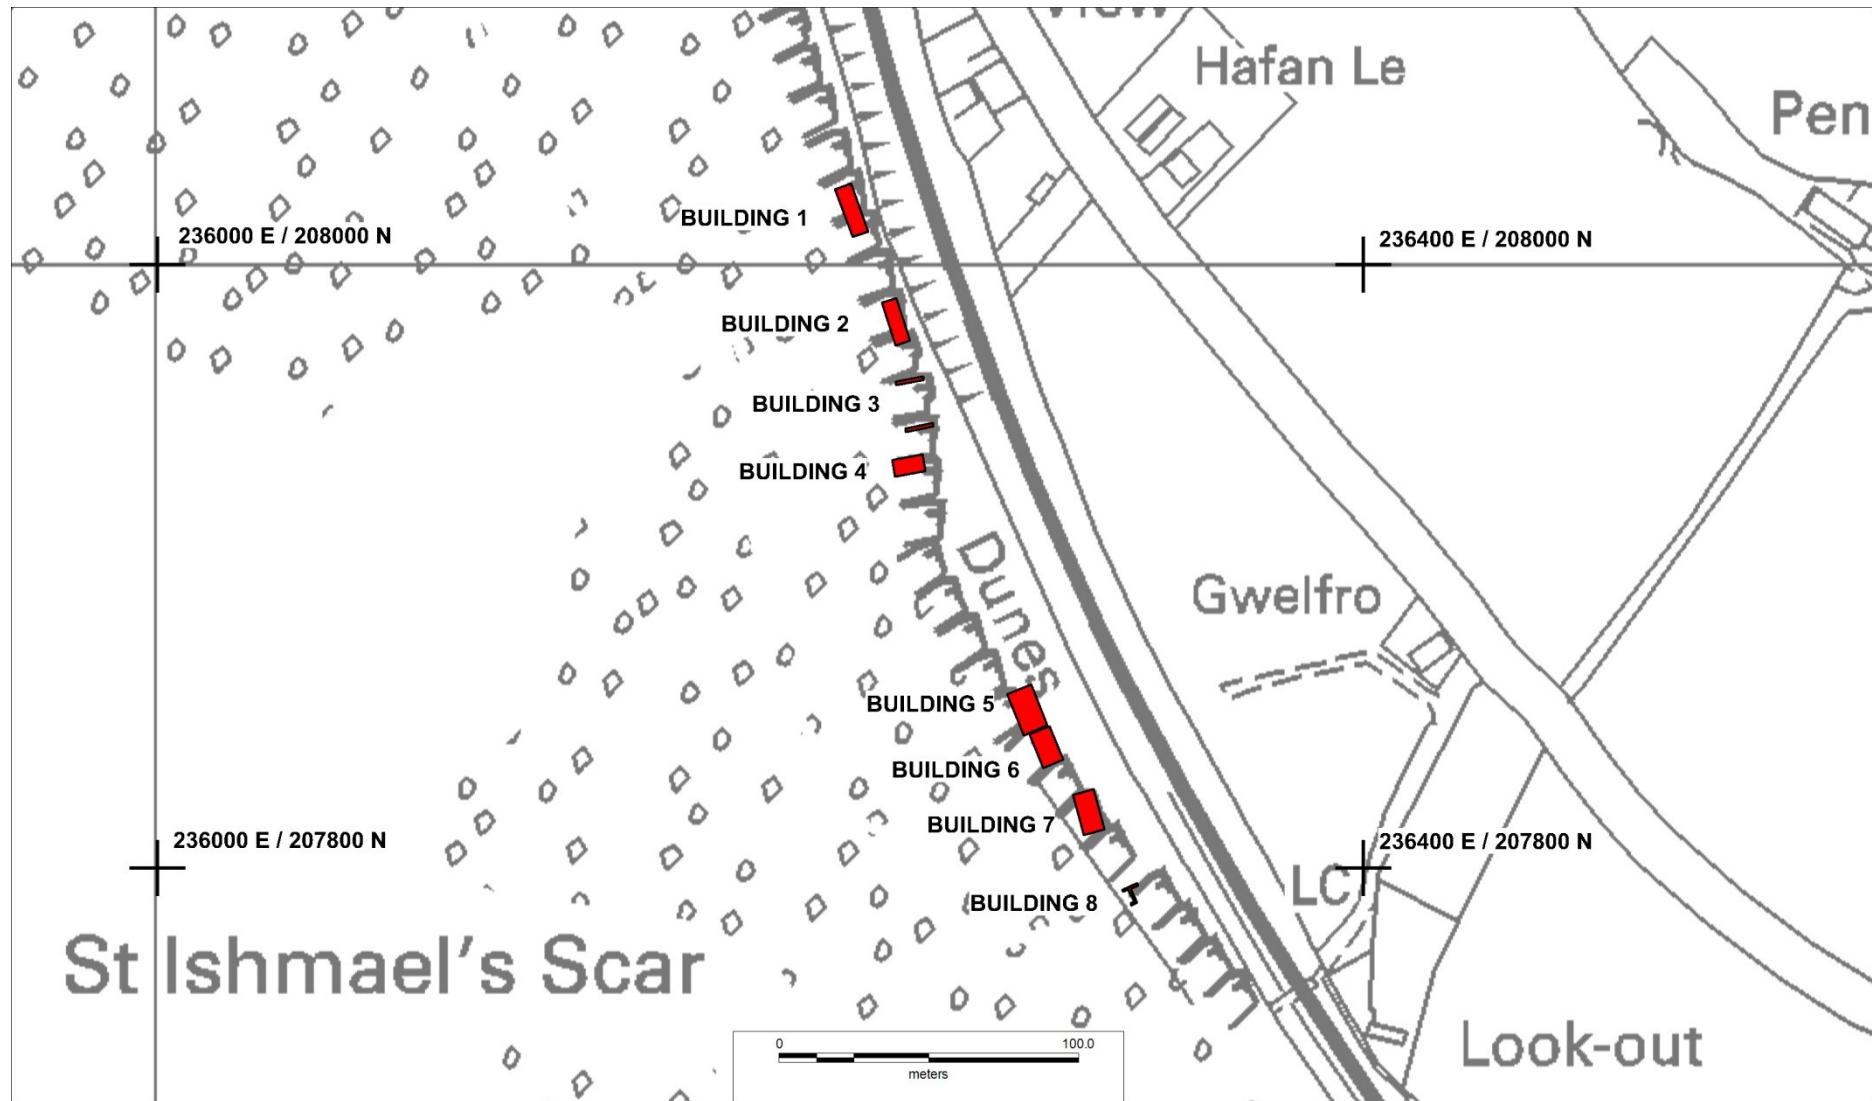 Hafan Le
Pen
BUILDING 1
236000 E / 208000 N
236400 E / 208000 N
BUILDING 2
BUILDING 3
BUILDING 4
Dunes
Gwelfro
BUILDING 5
BUILDING 6
BUILDING 7
236000 E / 207800 N
236400 E / 207800 N
LC
BUILDING 8
St Ishmael's Scar
0 100.0
meters
Look-out